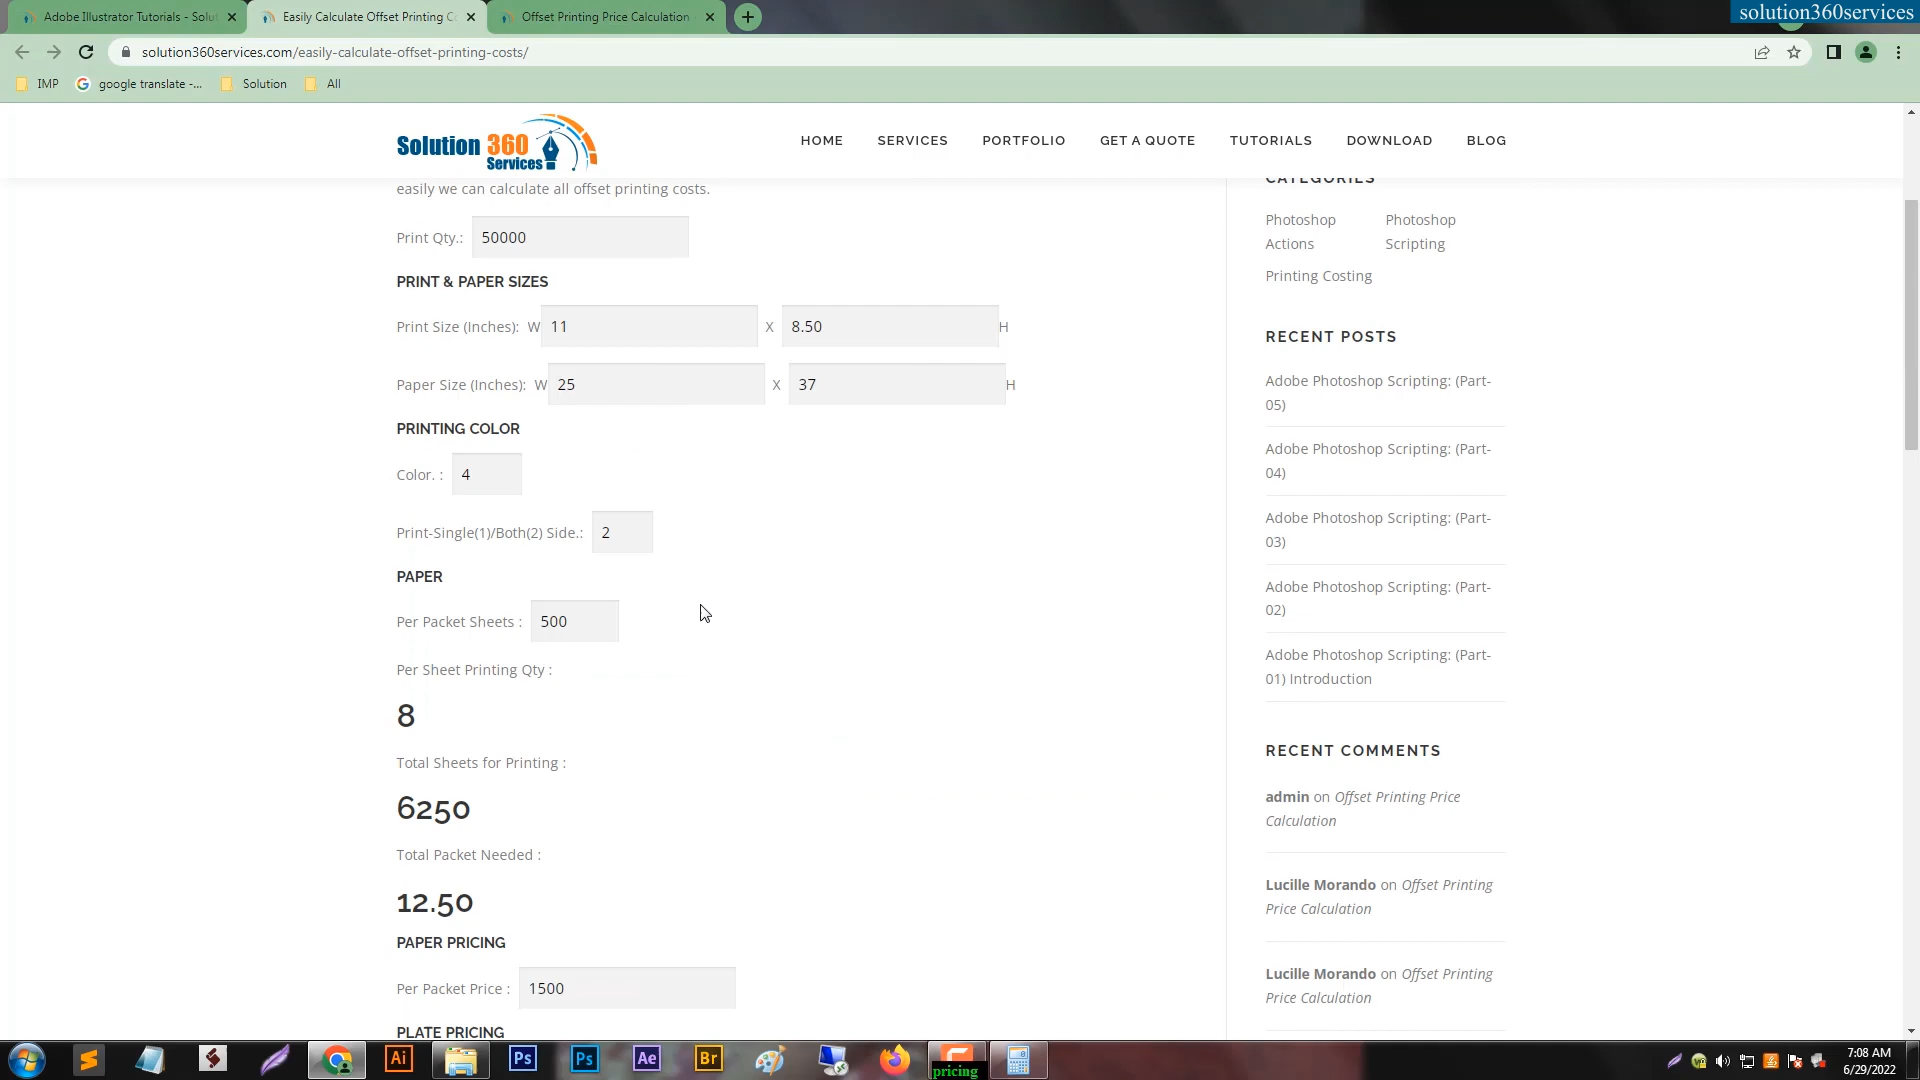 Adobe Illustrator Tutorials - Solut
Easily Calculate Offset Printing Co
Offset Printing Price Calculation
solution360services
solution360services.com/easily-calculate-offset-printing-costs/
IMP
google translate -...
Solution
All
Solution 360
Services
HOME
SERVICES
PORTFOLIO
GET A QUOTE
TUTORIALS
DOWNLOAD
BLOG
easily we can calculate all offset printing costs.
Print Qty.: 50000
PRINT & PAPER SIZES
Print Size (Inches): W 11 X 8.50 H
Paper Size (Inches): W 25 X 37 H
PRINTING COLOR
Color. : 4
Print-Single(1)/Both(2) Side.: 2
PAPER
Per Packet Sheets : 500
Per Sheet Printing Qty :
8
Total Sheets for Printing :
6250
Total Packet Needed :
12.50
PAPER PRICING
Per Packet Price : 1500
PLATE PRICING
CATEGORIES
Photoshop
Actions
Photoshop
Scripting
Printing Costing
RECENT POSTS
Adobe Photoshop Scripting: (Part-
05)
Adobe Photoshop Scripting: (Part-
04)
Adobe Photoshop Scripting: (Part-
03)
Adobe Photoshop Scripting: (Part-
02)
Adobe Photoshop Scripting: (Part-
01) Introduction
RECENT COMMENTS
admin on Offset Printing Price
Calculation
Lucille Morando on Offset Printing
Price Calculation
Lucille Morando on Offset Printing
Price Calculation
Ai
Ps
Ps
Ae
Br
pricing
7:08 AM
6/29/2022